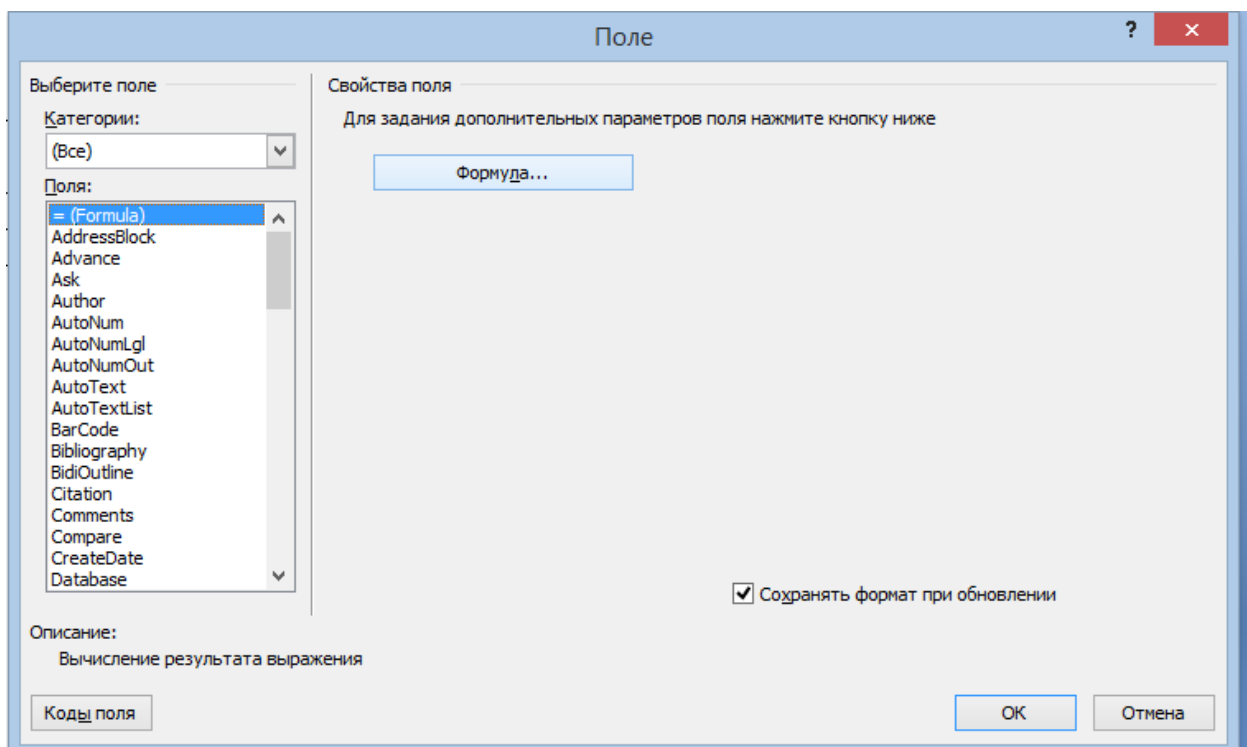 Поле
?
Выберите поле
Категории:
(Все)
Поля:
= (Formula)
AddressBlock
Advance
Ask
Author
AutoNum
AutoNumLgl
AutoNumOut
AutoText
AutoTextList
BarCode
Bibliography
BidiOutline
Citation
Comments
Compare
CreateDate
Database
Свойства поля
Для задания дополнительных параметров поля нажмите кнопку ниже
Формула...
Сохранять формат при обновлении
Описание:
Вычисление результата выражения
Коды поля
ОК
Отмена